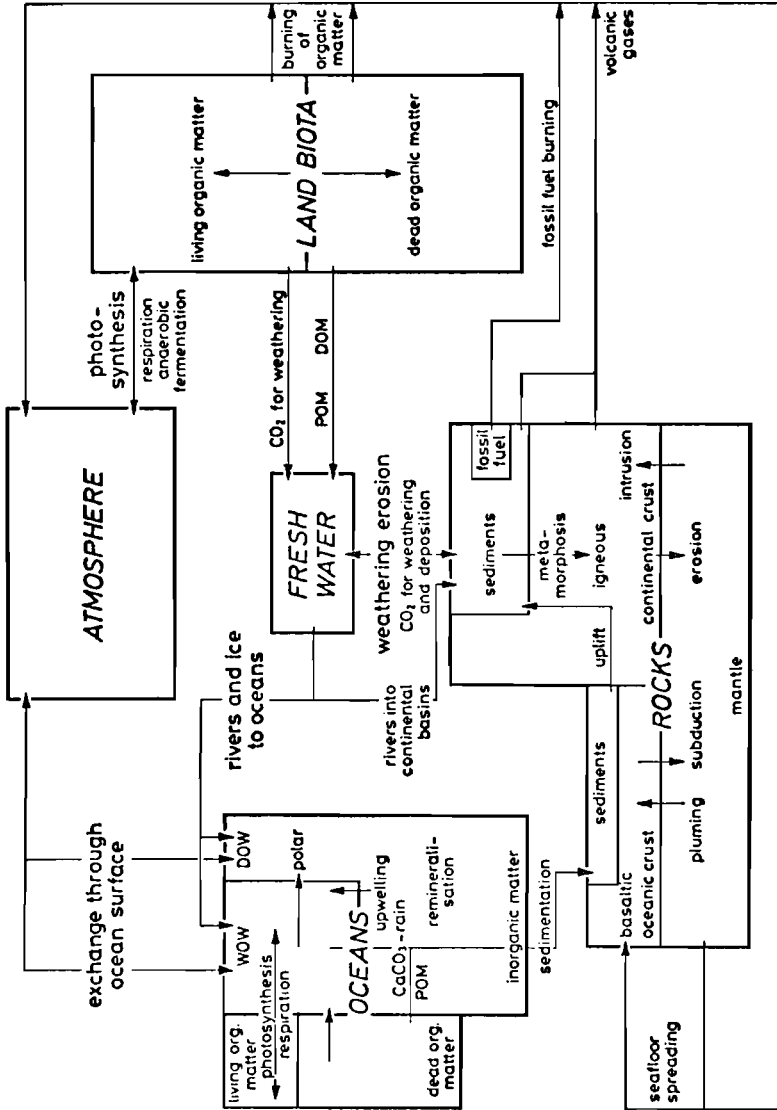 ATMOSPHERE
exchange through
ocean surface
photo-
synthesis
respiration
anaerobic
fermentation
living organic matter
LAND BIOTA
dead organic matter
burning
of
organic
matter
CO₂ for weathering
POM DOM
FRESH
WATER
rivers and ice
to oceans
rivers into
continental
basins
weathering erosion
CO₂ for weathering
and deposition
WOW
DOW
living org.
matter
photosynthesis
respiration
polar
OCEANS
upwelling
CaCO₃-rain
POM
reminerali-
sation
dead org.
matter
inorganic matter
sedimentation
fossil fuel burning
volcanic
gases
fossil
fuel
sediments
meta-
morphosis
igneous
uplift
sediments
basaltic
oceanic crust
ROCKS
continental crust
intrusion
pluming
subduction
erosion
mantle
seafloor
spreading